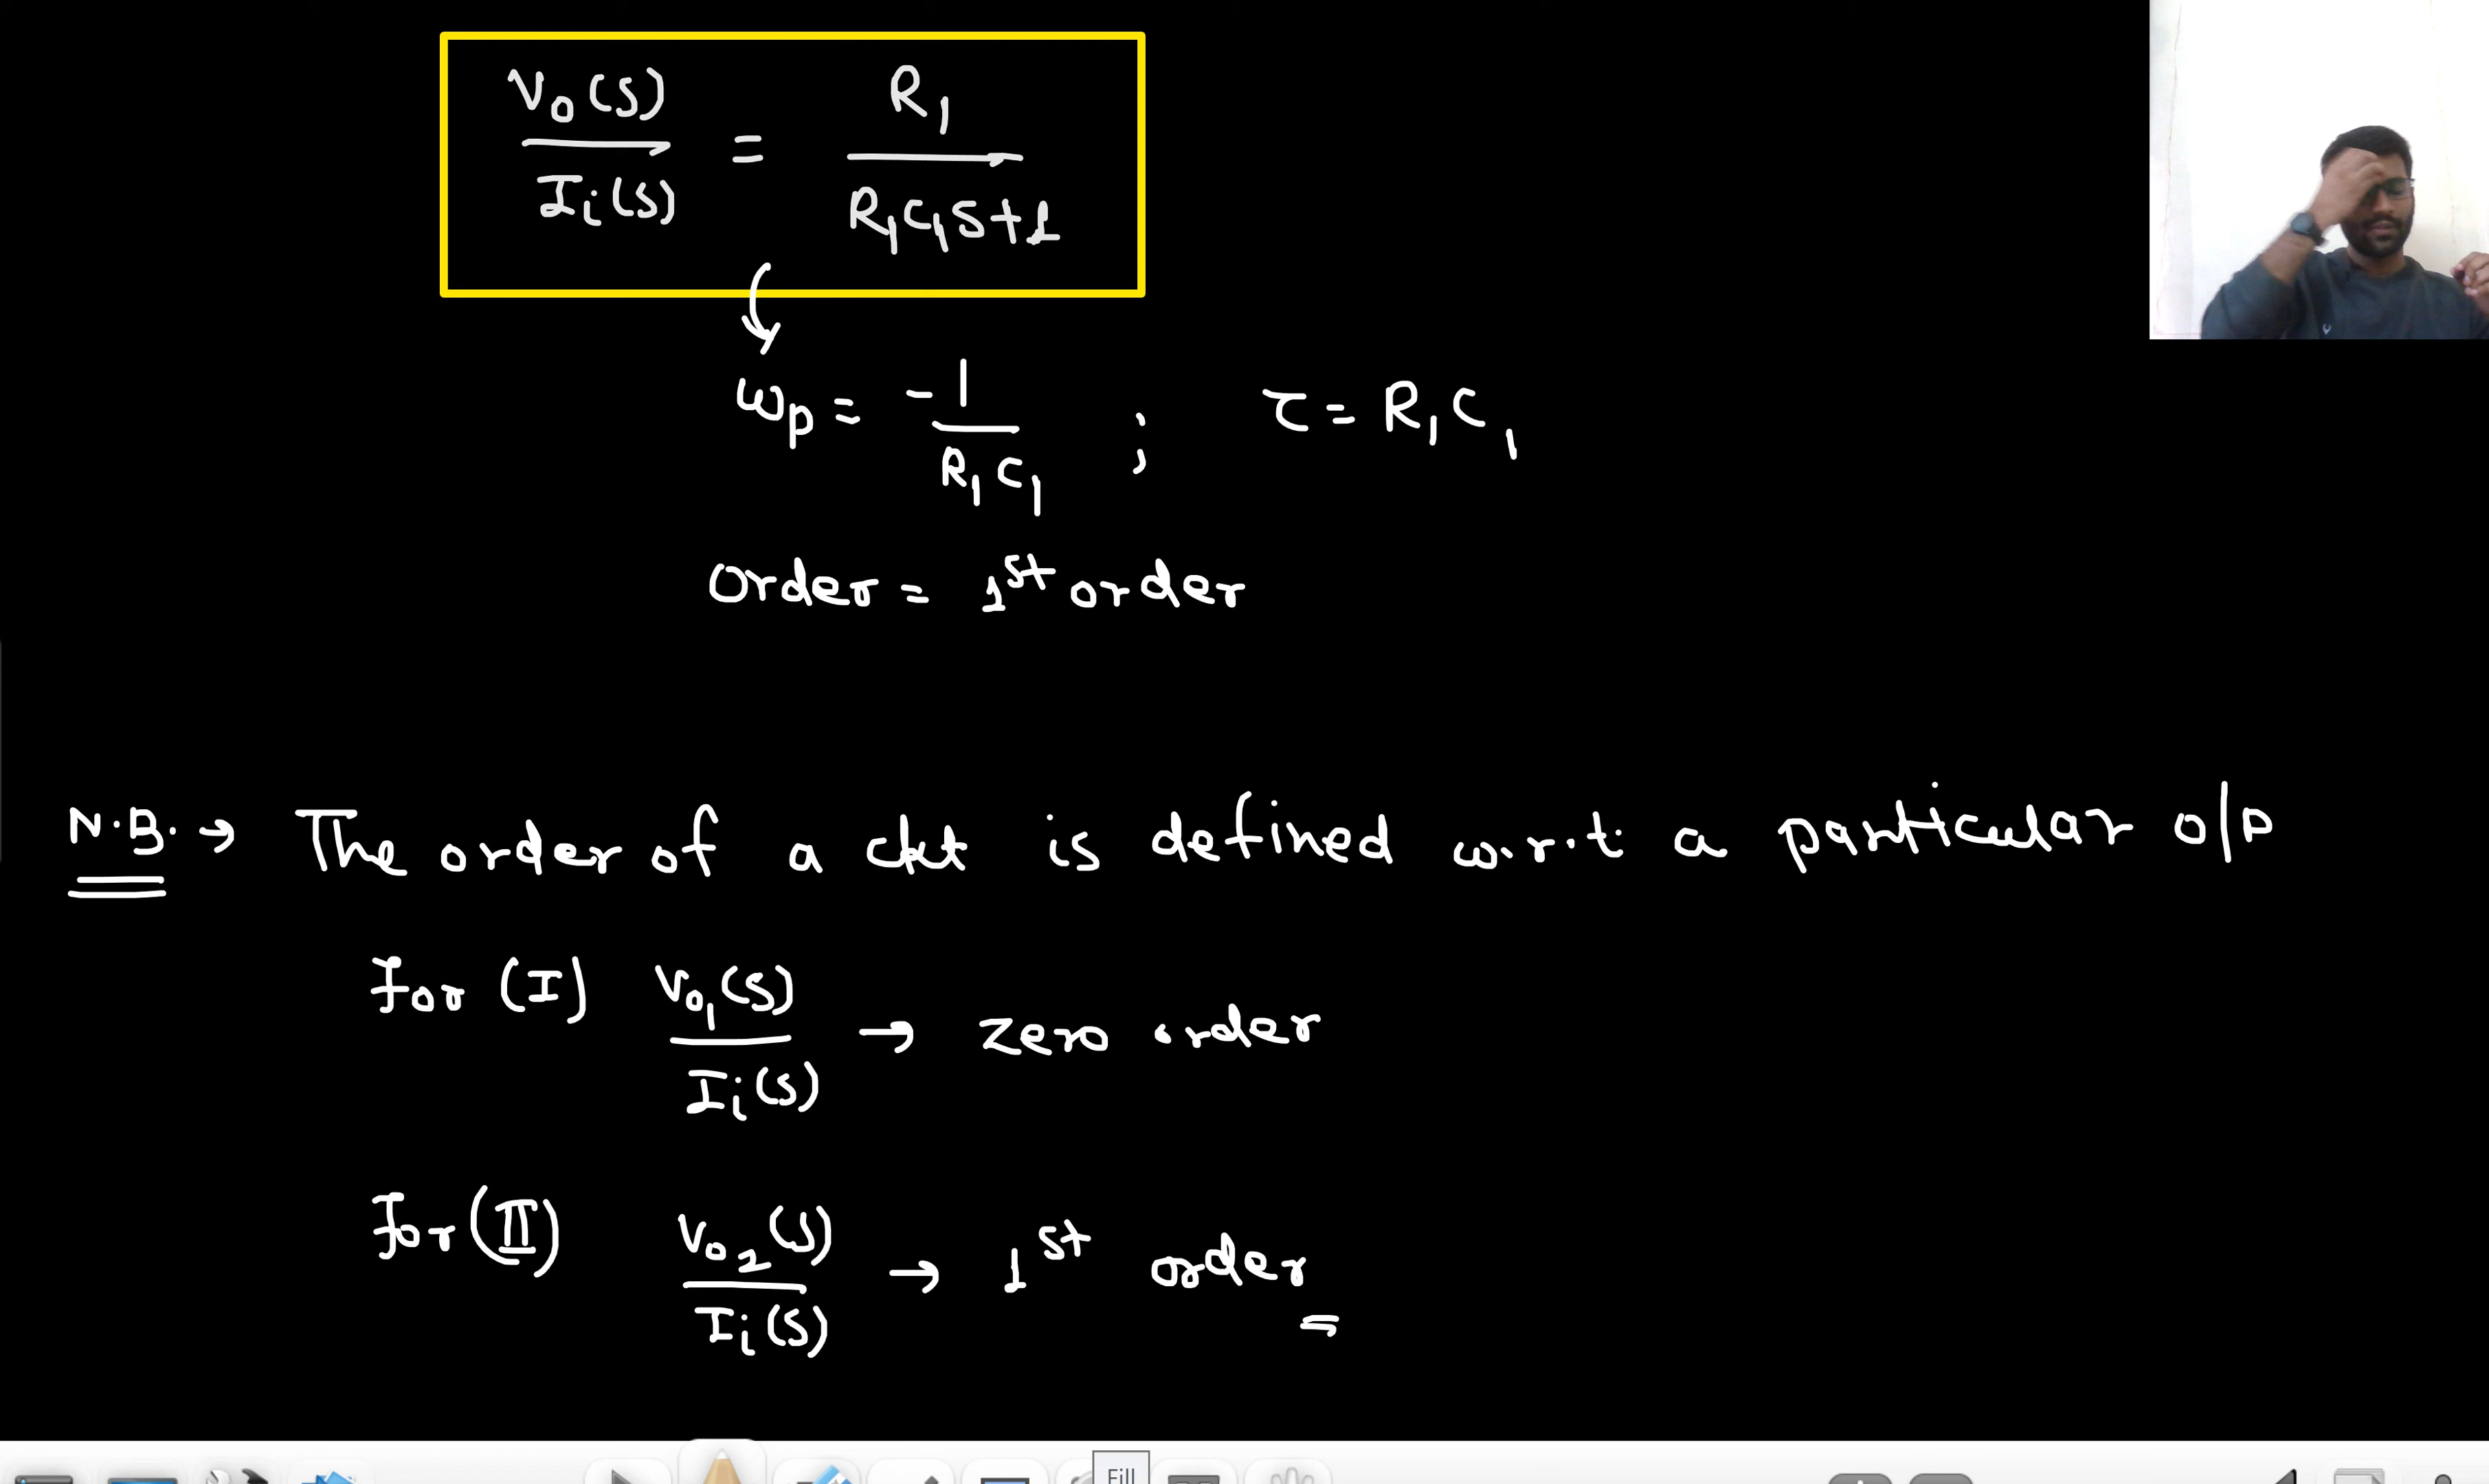 V₀(s) / Iᵢ(s) = R₁ / R₁C₁S+1
ωp = -1 / R₁C₁ ; τ = R₁C₁
Order = 1st order
N.B. → The order of a ckt is defined w.r.t. a particular o/p
For (I) V₀₁(s) / Iᵢ(s) → Zero order
For (II) V₀₂(s) / Iᵢ(s) → 1st order
Fill